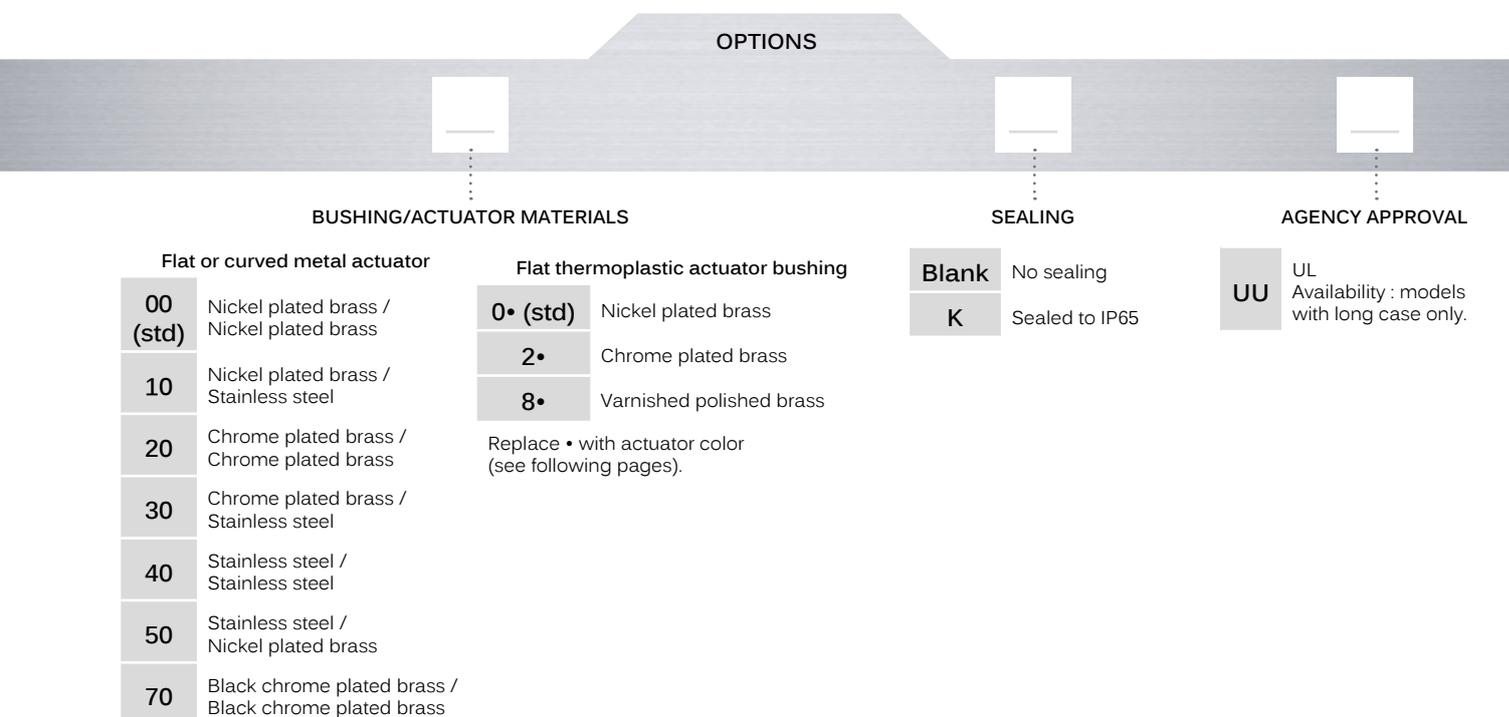 OPTIONS
BUSHING/ACTUATOR MATERIALS
Flat or curved metal actuator
00
(std)
Nickel plated brass /
Nickel plated brass
10
Nickel plated brass /
Stainless steel
20
Chrome plated brass /
Chrome plated brass
30
Chrome plated brass /
Stainless steel
40
Stainless steel /
Stainless steel
50
Stainless steel /
Nickel plated brass
70
Black chrome plated brass /
Black chrome plated brass
Flat thermoplastic actuator bushing
0• (std)
Nickel plated brass
2•
Chrome plated brass
8•
Varnished polished brass
Replace • with actuator color
(see following pages).
SEALING
Blank
No sealing
K
Sealed to IP65
AGENCY APPROVAL
UU
UL
Availability : models
with long case only.